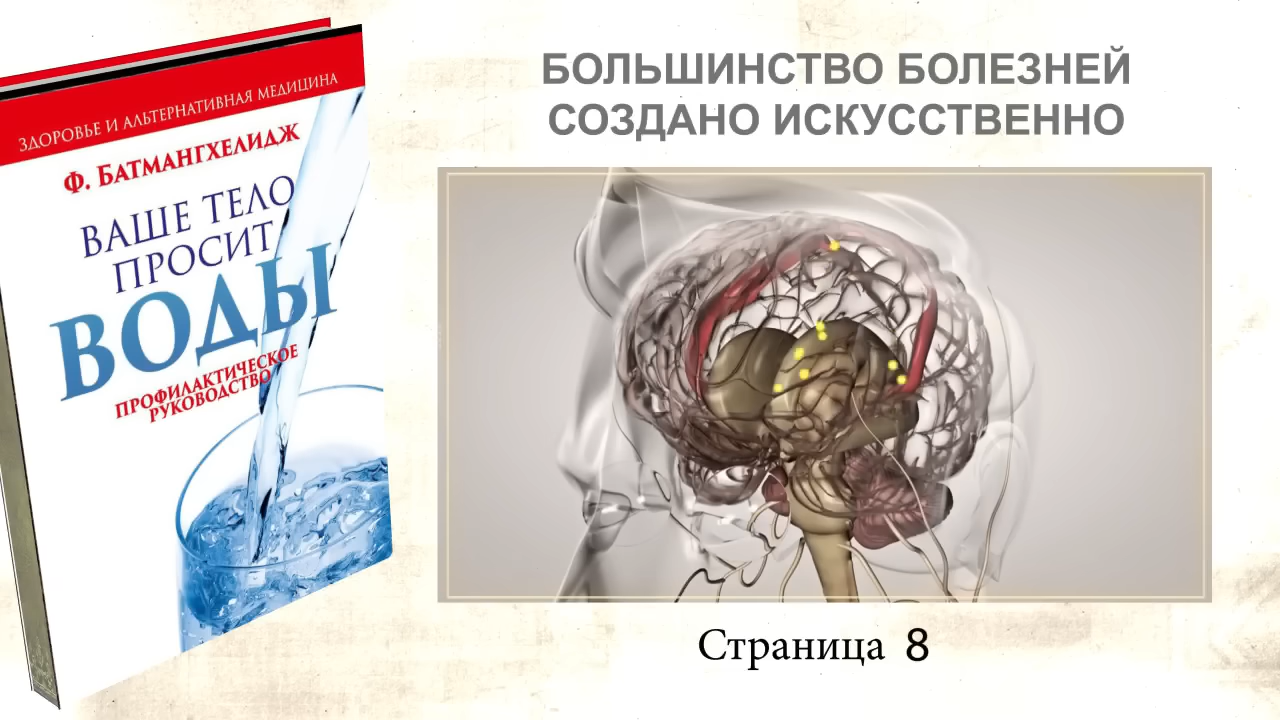 ЗДОРОВЬЕ И АЛЬТЕРНАТИВНАЯ МЕДИЦИНА
Ф. БАТМАНГХЕЛИДЖ
ВАШЕ ТЕЛО
ПРОСИТ
ВОДЫ
ПРОФИЛАКТИЧЕСКОЕ
РУКОВОДСТВО
БОЛЬШИНСТВО БОЛЕЗНЕЙ
СОЗДАНО ИСКУССТВЕННО
Страница 8